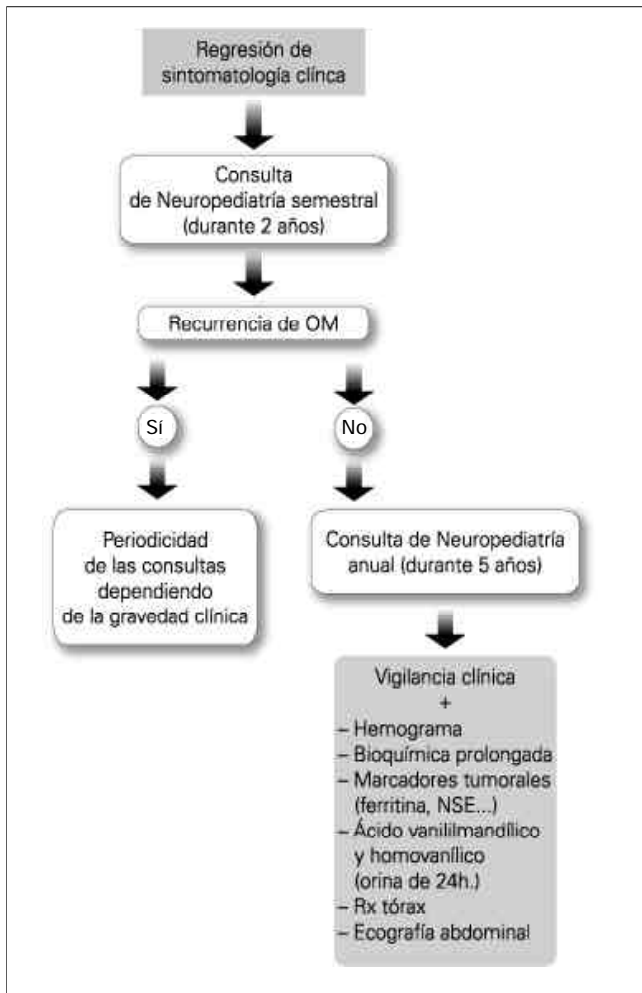 Regresión de
sintomatología clínca
Consulta
de Neuropediatría semestral
(durante 2 años)
Recurrencia de OM
Sí
No
Periodicidad
de las consultas
dependiendo
de la gravedad clínica
Consulta de Neuropediatría
anual (durante 5 años)
Vigilancia clínica
+
– Hemograma
– Bioquímica prolongada
– Marcadores tumorales
(ferritina, NSE...)
– Ácido vanililmandílico
y homovanílico
(orina de 24h.)
– Rx tórax
– Ecografía abdominal